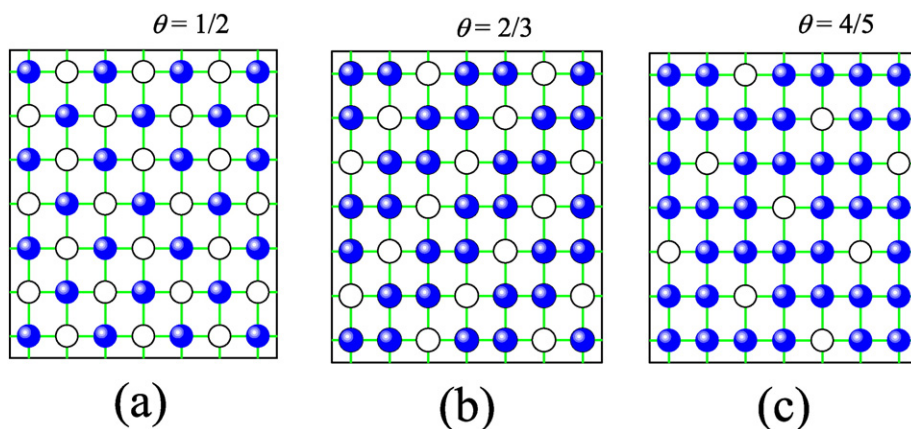 θ = 1/2
θ = 2/3
θ = 4/5
(a)
(b)
(c)